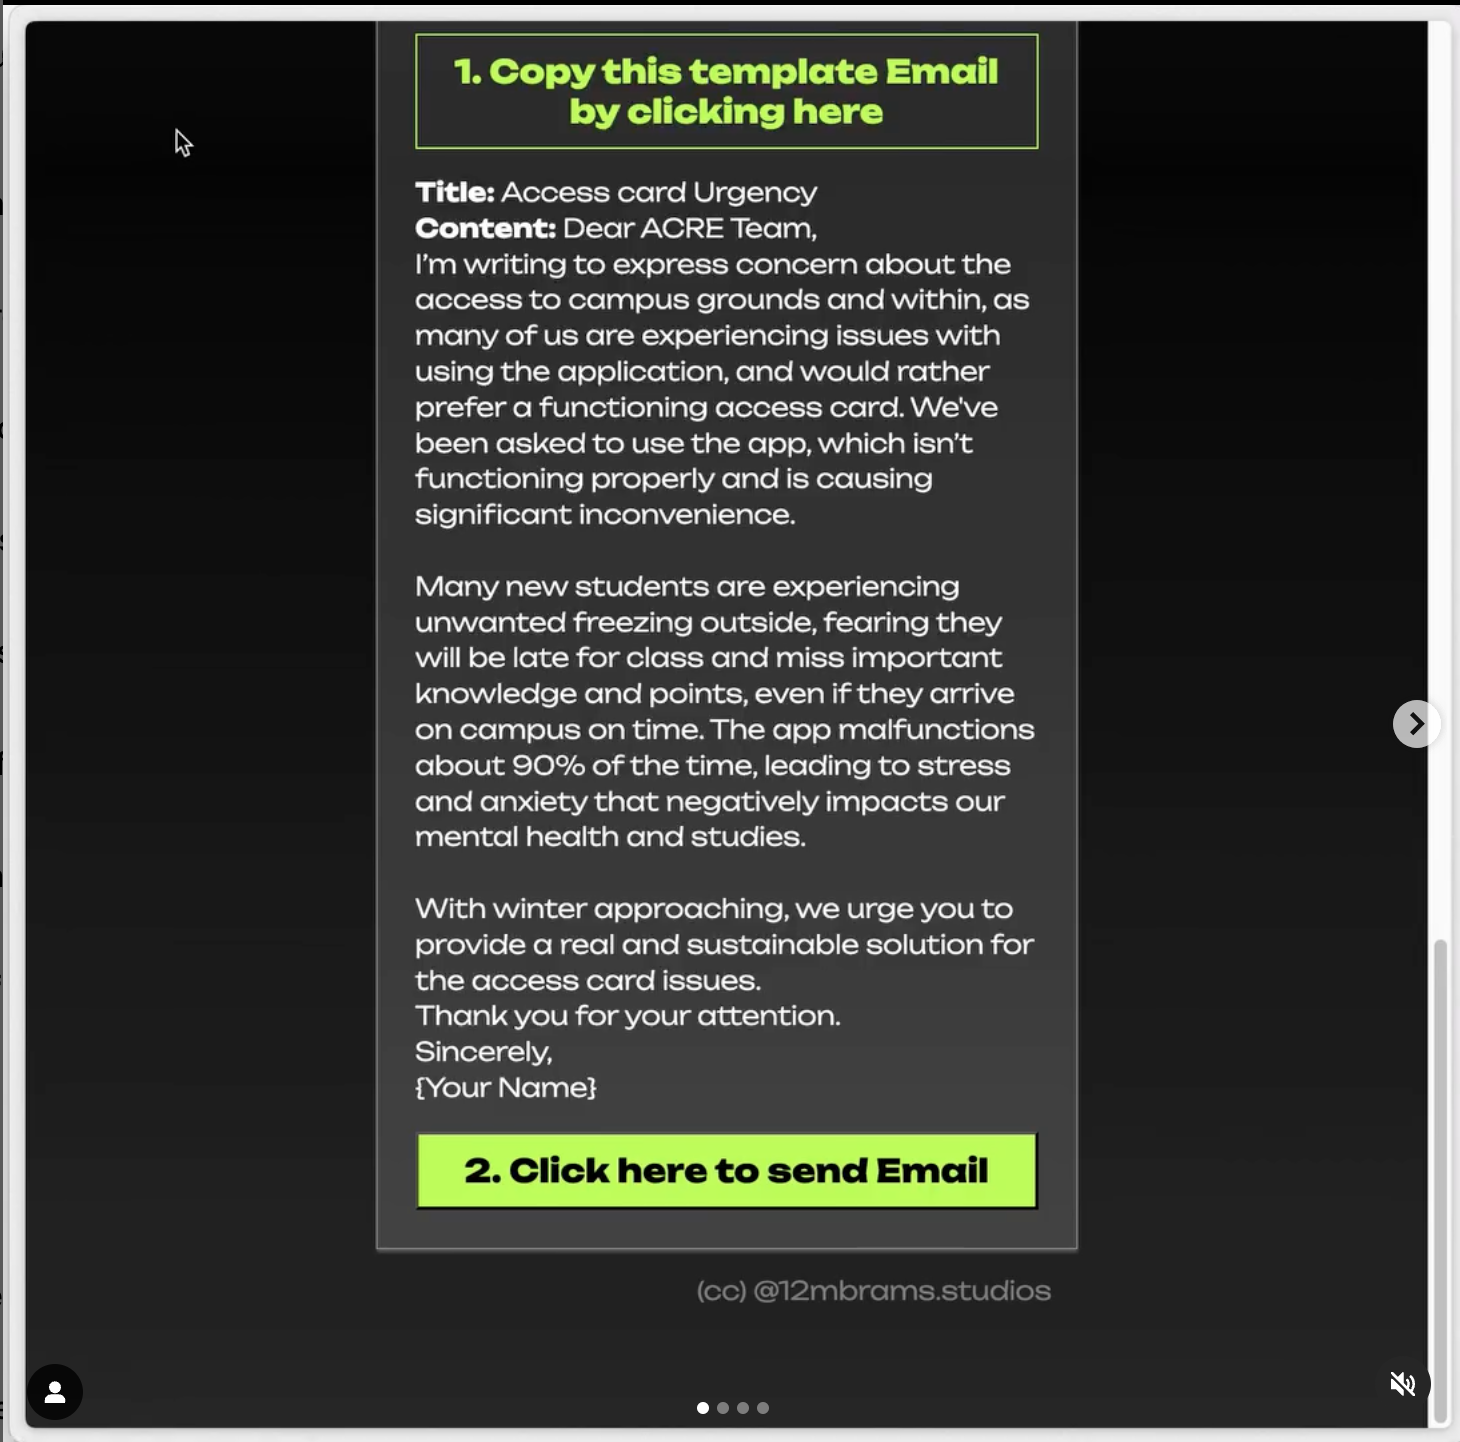 1. Copy this template Email
by clicking here
Title: Access card Urgency
Content: Dear ACRE Team,
I’m writing to express concern about the
access to campus grounds and within, as
many of us are experiencing issues with
using the application, and would rather
prefer a functioning access card. We've
been asked to use the app, which isn’t
functioning properly and is causing
significant inconvenience.
Many new students are experiencing
unwanted freezing outside, fearing they
will be late for class and miss important
knowledge and points, even if they arrive
on campus on time. The app malfunctions
about 90% of the time, leading to stress
and anxiety that negatively impacts our
mental health and studies.
With winter approaching, we urge you to
provide a real and sustainable solution for
the access card issues.
Thank you for your attention.
Sincerely,
{Your Name}
2. Click here to send Email
(cc) @12mbrams.studios